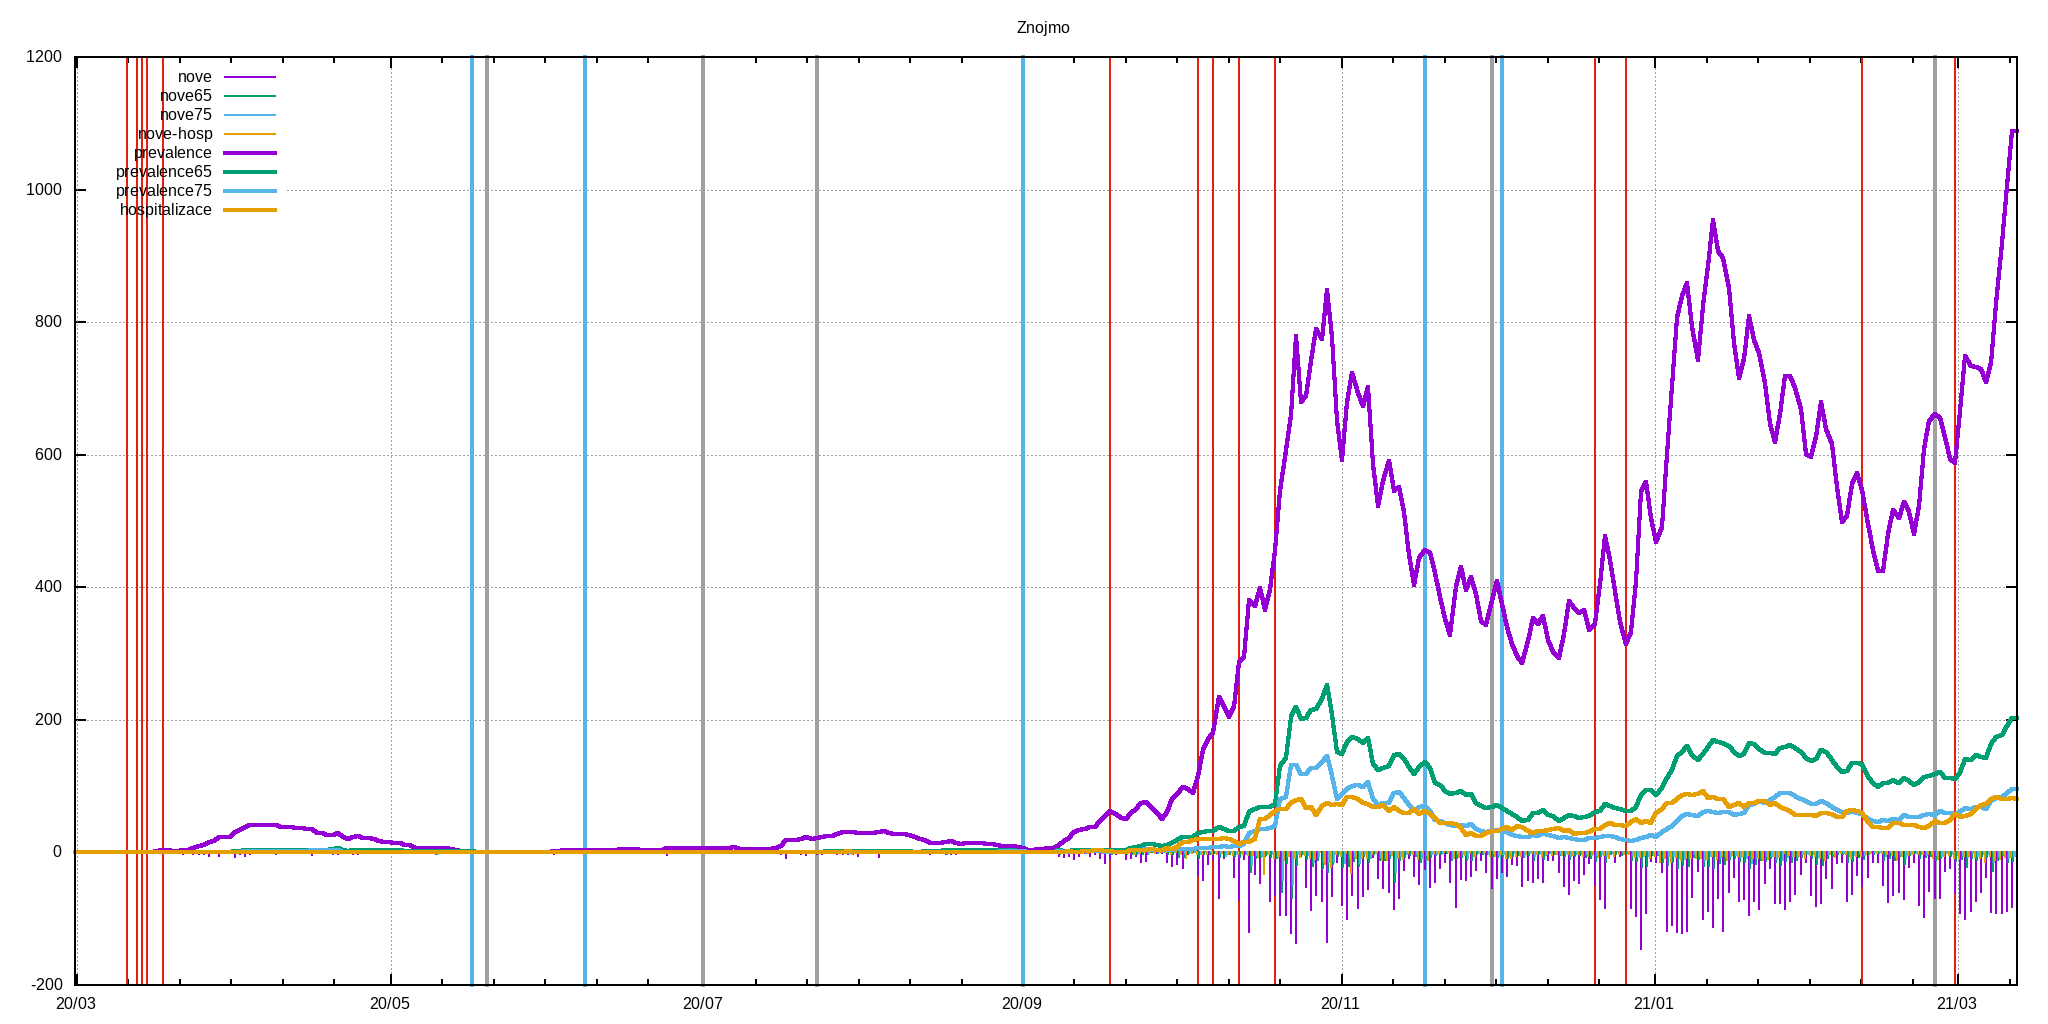 Znojmo
1200
1000
800
600
400
200
0
-200
nove
nove65
nove75
nove-hosp
prevalence
prevalence65
prevalence75
hospitalizace
20/03 20/05 20/07 20/09 20/11 21/01 21/03